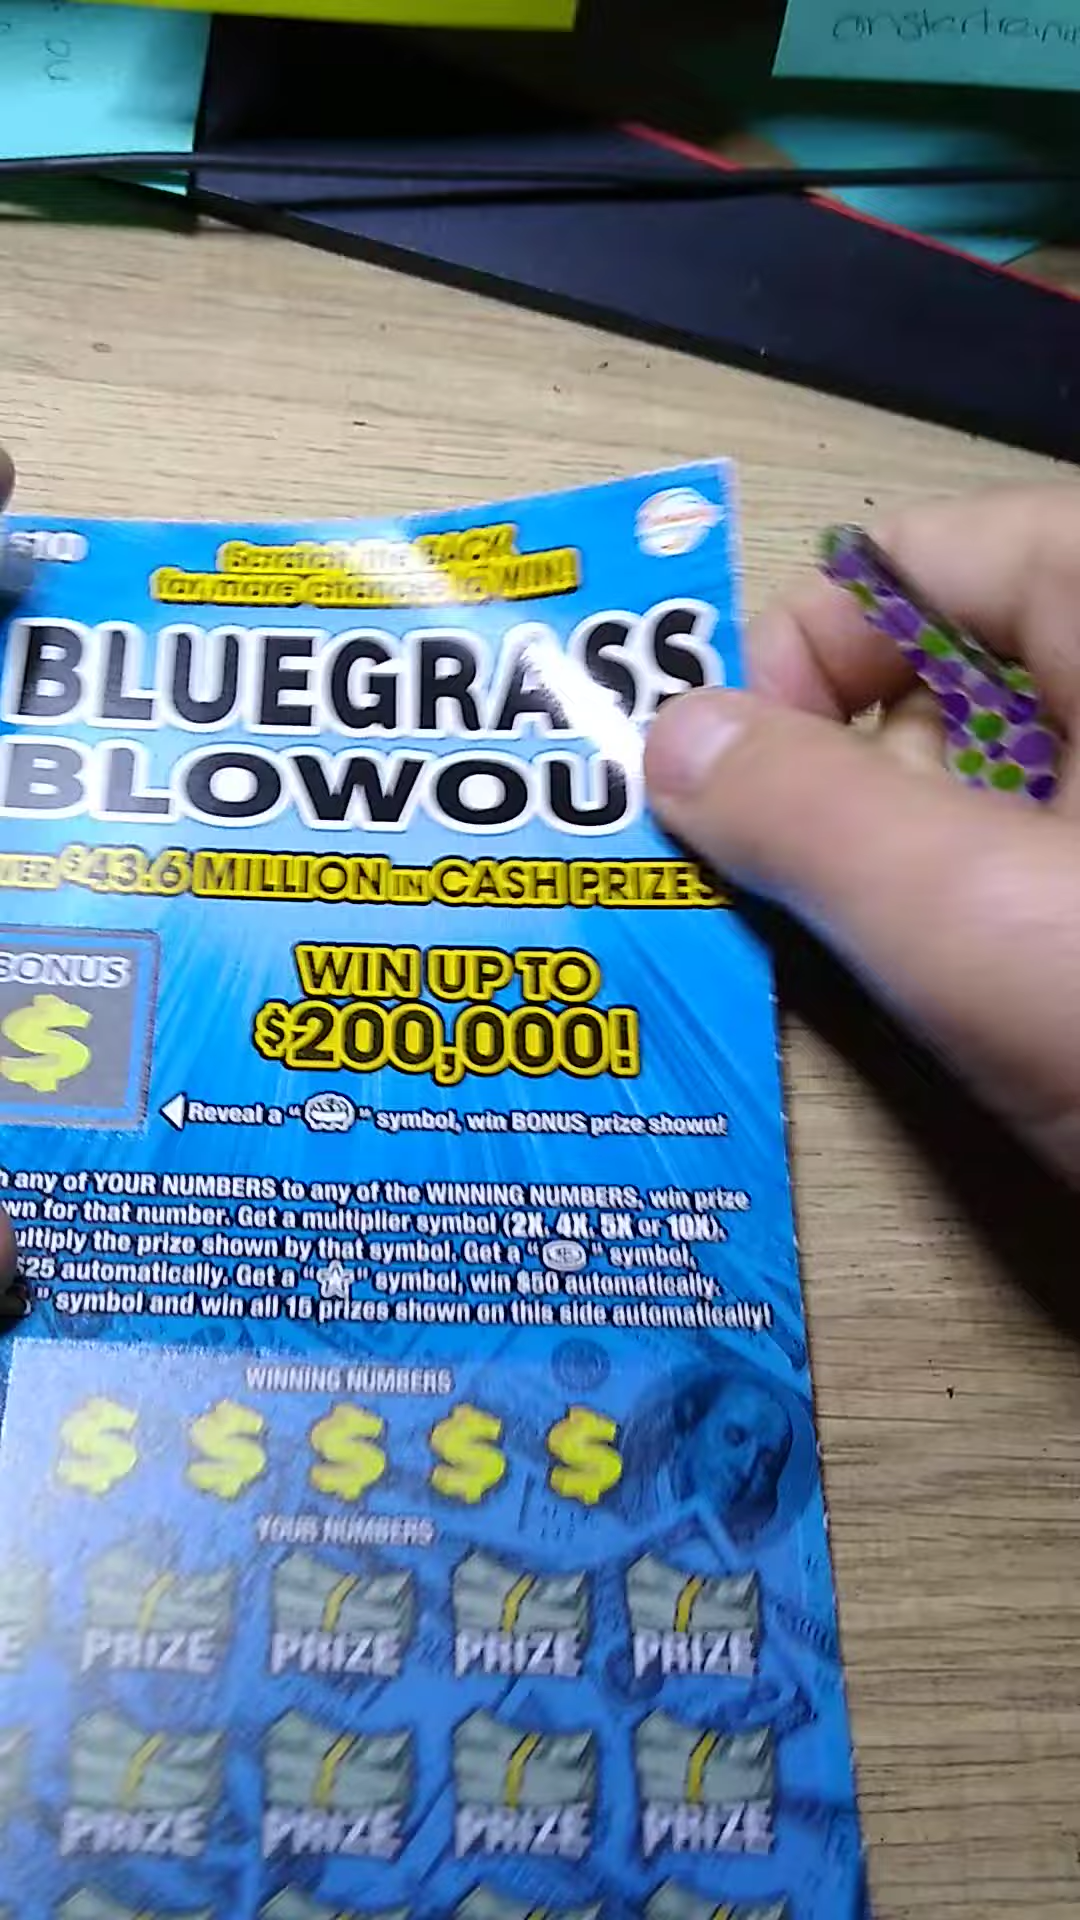 onstertrainin
$10
Scratch the BACK
for more chances to WIN!
BLUEGRASS
BLOWOU
VER $43.6 MILLION IN CASH PRIZES
BONUS
$
WIN UP TO
$200,000!
Reveal a " " symbol, win BONUS prize shown!
h any of YOUR NUMBERS to any of the WINNING NUMBERS, win prize
wn for that number. Get a multiplier symbol (2X, 4X, 5X or 10X),
ultiply the prize shown by that symbol. Get a " " symbol,
$25 automatically. Get a " " symbol, win $50 automatically.
" symbol and win all 15 prizes shown on this side automatically!
WINNING NUMBERS
$ $ $ $ $
YOUR NUMBERS
E PRIZE PRIZE PRIZE PRIZE
PRIZE PRIZE PRIZE PRIZE